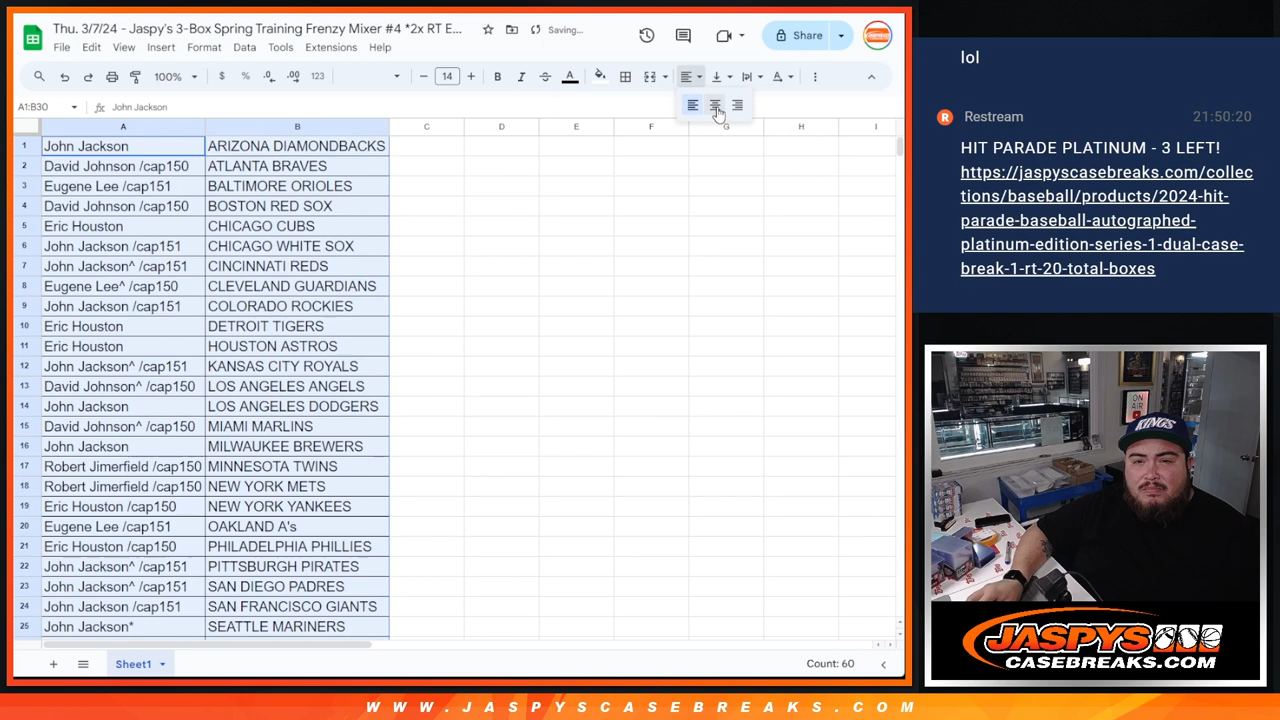 Thu. 3/7/24 - Jaspy's 3-Box Spring Training Frenzy Mixer #4 *2x RT E...
Saving...
Share
File Edit View Insert Format Data Tools Extensions Help
100% $ % .0 .00 123 14 B I S A
A1:B30 fx John Jackson
A B C D E F G H I
1 John Jackson ARIZONA DIAMONDBACKS
2 David Johnson /cap150 ATLANTA BRAVES
3 Eugene Lee /cap151 BALTIMORE ORIOLES
4 David Johnson /cap150 BOSTON RED SOX
5 Eric Houston CHICAGO CUBS
6 John Jackson /cap151 CHICAGO WHITE SOX
7 John Jackson^ /cap151 CINCINNATI REDS
8 Eugene Lee^ /cap150 CLEVELAND GUARDIANS
9 John Jackson /cap151 COLORADO ROCKIES
10 Eric Houston DETROIT TIGERS
11 Eric Houston HOUSTON ASTROS
12 John Jackson^ /cap151 KANSAS CITY ROYALS
13 David Johnson^ /cap150 LOS ANGELES ANGELS
14 John Jackson LOS ANGELES DODGERS
15 David Johnson^ /cap150 MIAMI MARLINS
16 John Jackson MILWAUKEE BREWERS
17 Robert Jimerfield /cap150 MINNESOTA TWINS
18 Robert Jimerfield /cap150 NEW YORK METS
19 Eric Houston /cap150 NEW YORK YANKEES
20 Eugene Lee /cap151 OAKLAND A's
21 Eric Houston /cap150 PHILADELPHIA PHILLIES
22 John Jackson^ /cap151 PITTSBURGH PIRATES
23 John Jackson^ /cap151 SAN DIEGO PADRES
24 John Jackson /cap151 SAN FRANCISCO GIANTS
25 John Jackson* SEATTLE MARINERS
Sheet1
Count: 60
lol
R Restream 21:50:20
HIT PARADE PLATINUM - 3 LEFT!
https://jaspyscasebreaks.com/collec
tions/baseball/products/2024-hit-
parade-baseball-autographed-
platinum-edition-series-1-dual-case-
break-1-rt-20-total-boxes
ON
AIR
KINGS
JASPYS
CASEBREAKS.COM
WWW.JASPYSCASEBREAKS.COM